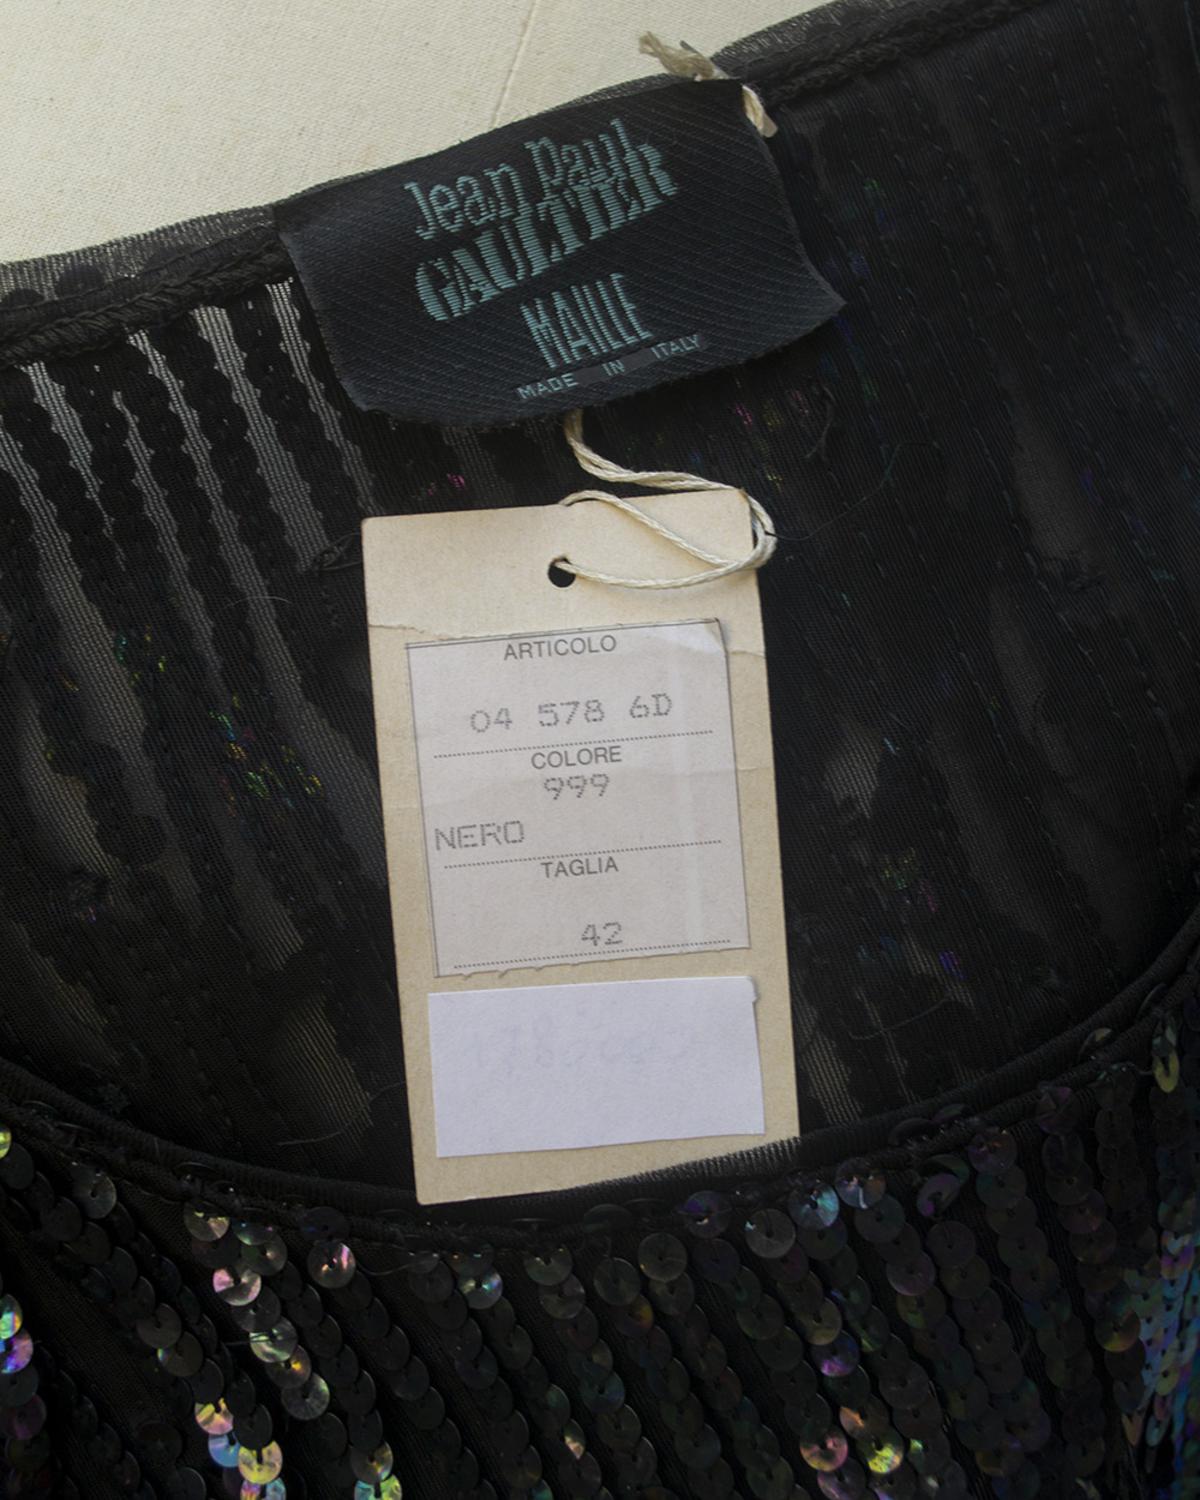 Jean Paul
GAULTIER
MAILLE
MADE IN ITALY
ARTICOLO
04 578 6D
COLORE
999
NERO
TAGLIA
42